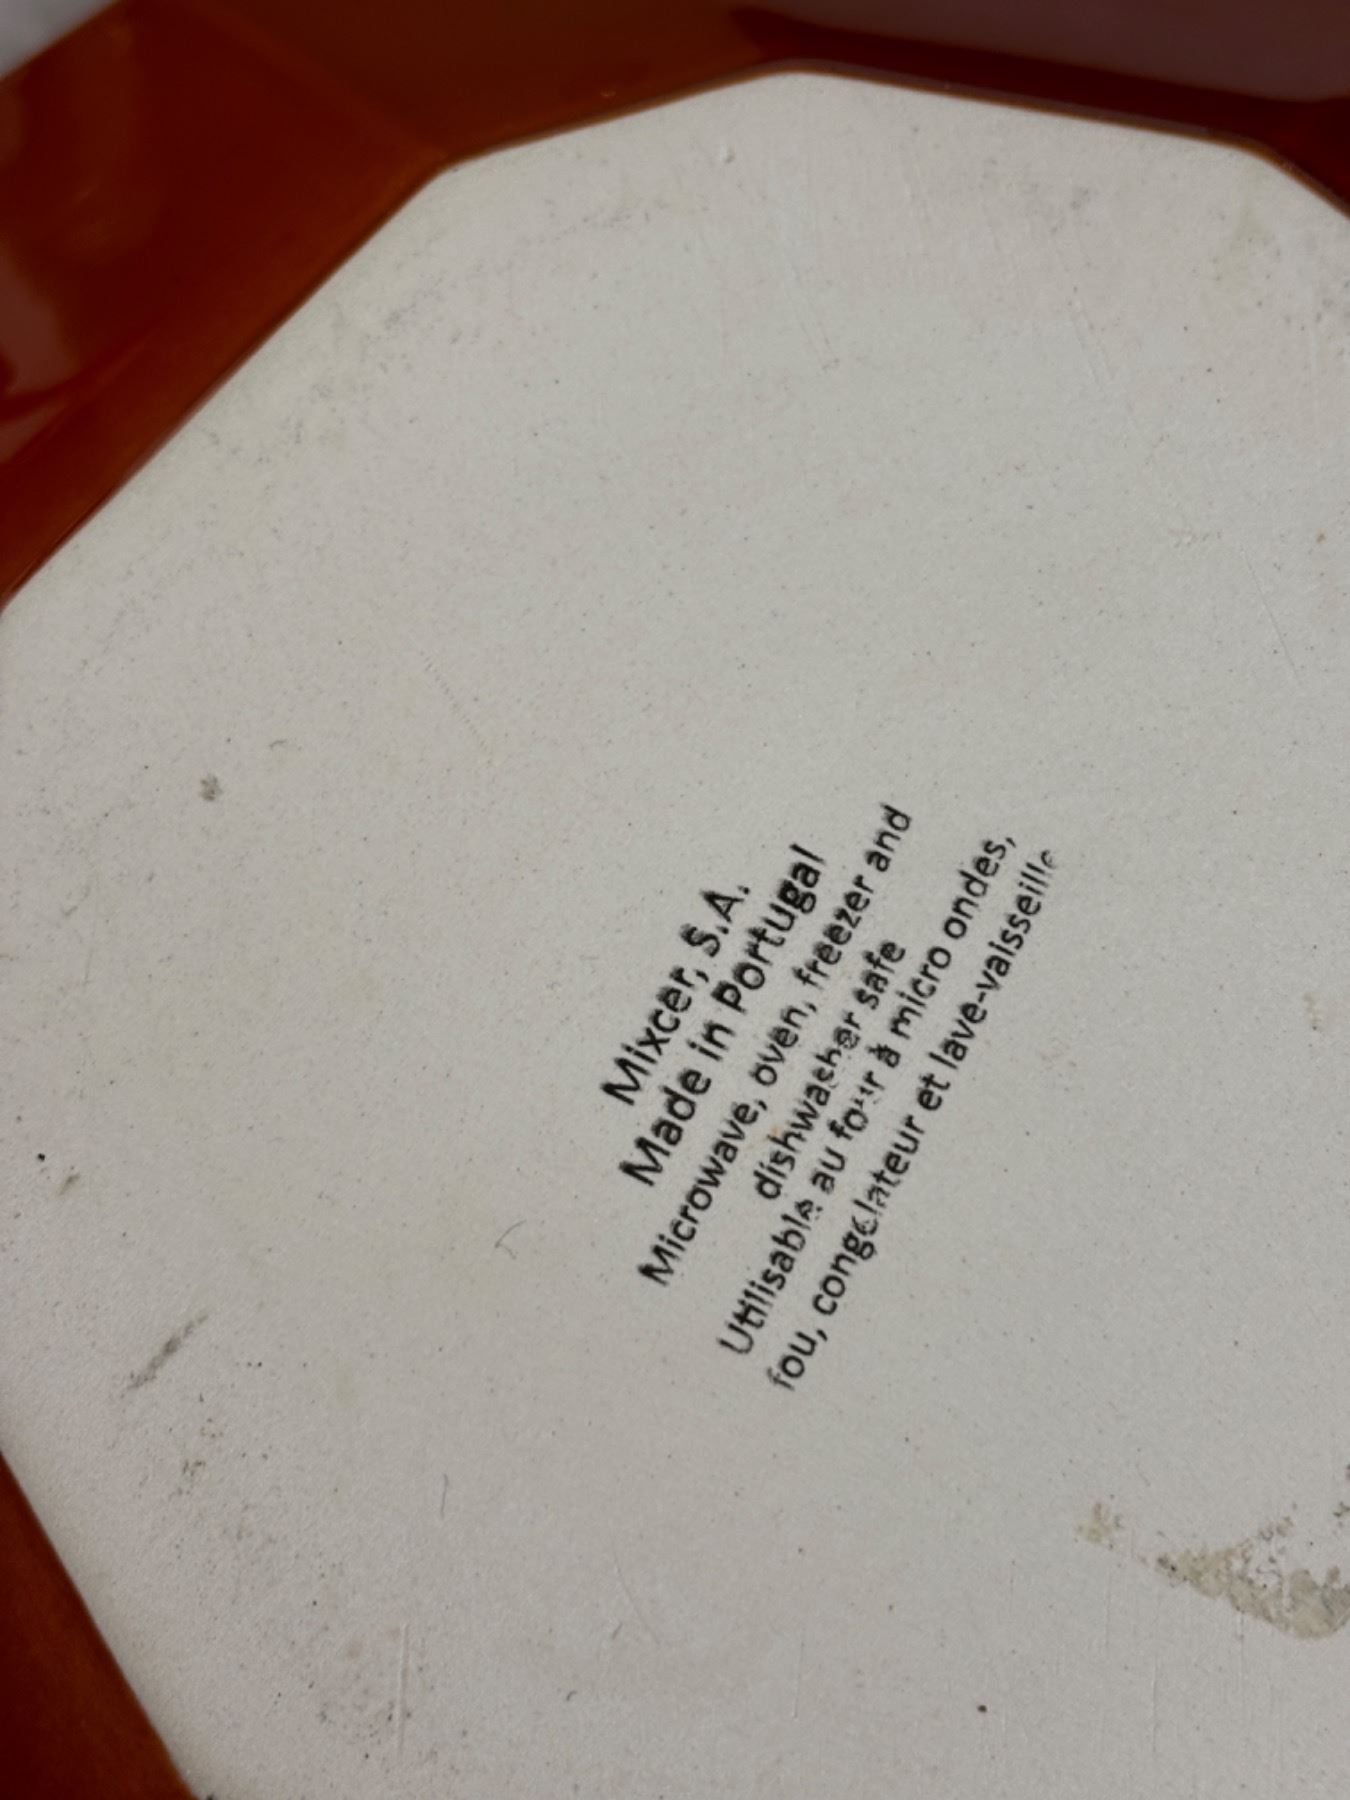 Mixcer, S.A.
Made in Portugal
Microwave, oven, freezer and
dishwasher safe
Utilisable au four à micro ondes,
fou, congelateur et lave-vaisselle